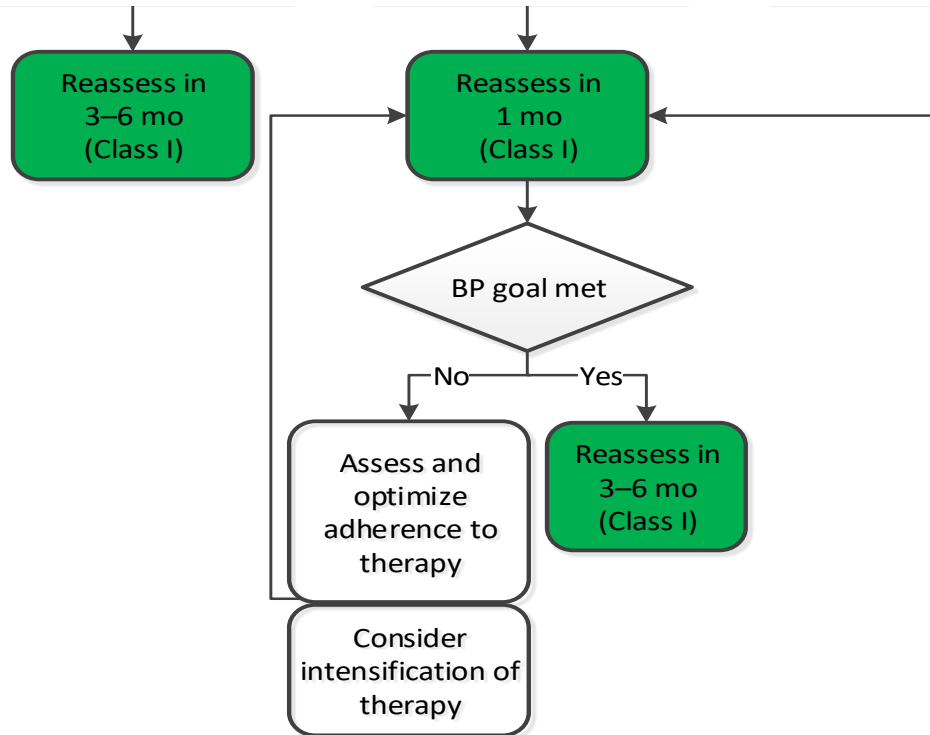 Reassess in
3–6 mo
(Class I)
Reassess in
1 mo
(Class I)
BP goal met
No
Yes
Assess and
optimize
adherence to
therapy
Reassess in
3–6 mo
(Class I)
Consider
intensification of
therapy